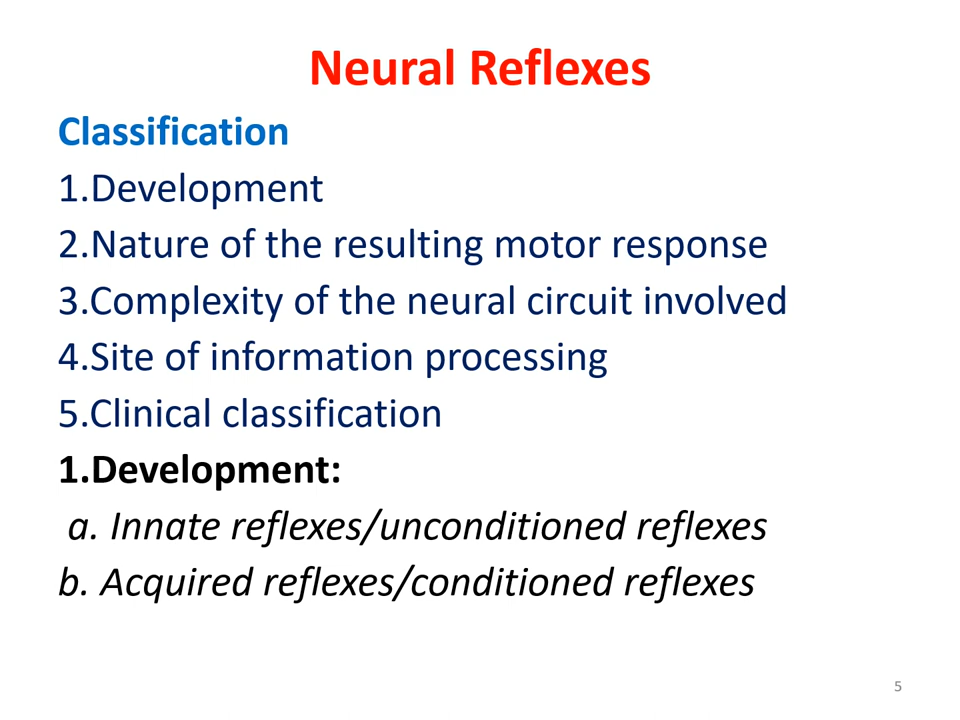 Neural Reflexes
Classification
1.Development
2.Nature of the resulting motor response
3.Complexity of the neural circuit involved
4.Site of information processing
5.Clinical classification
1.Development:
a. Innate reflexes/unconditioned reflexes
b. Acquired reflexes/conditioned reflexes
5